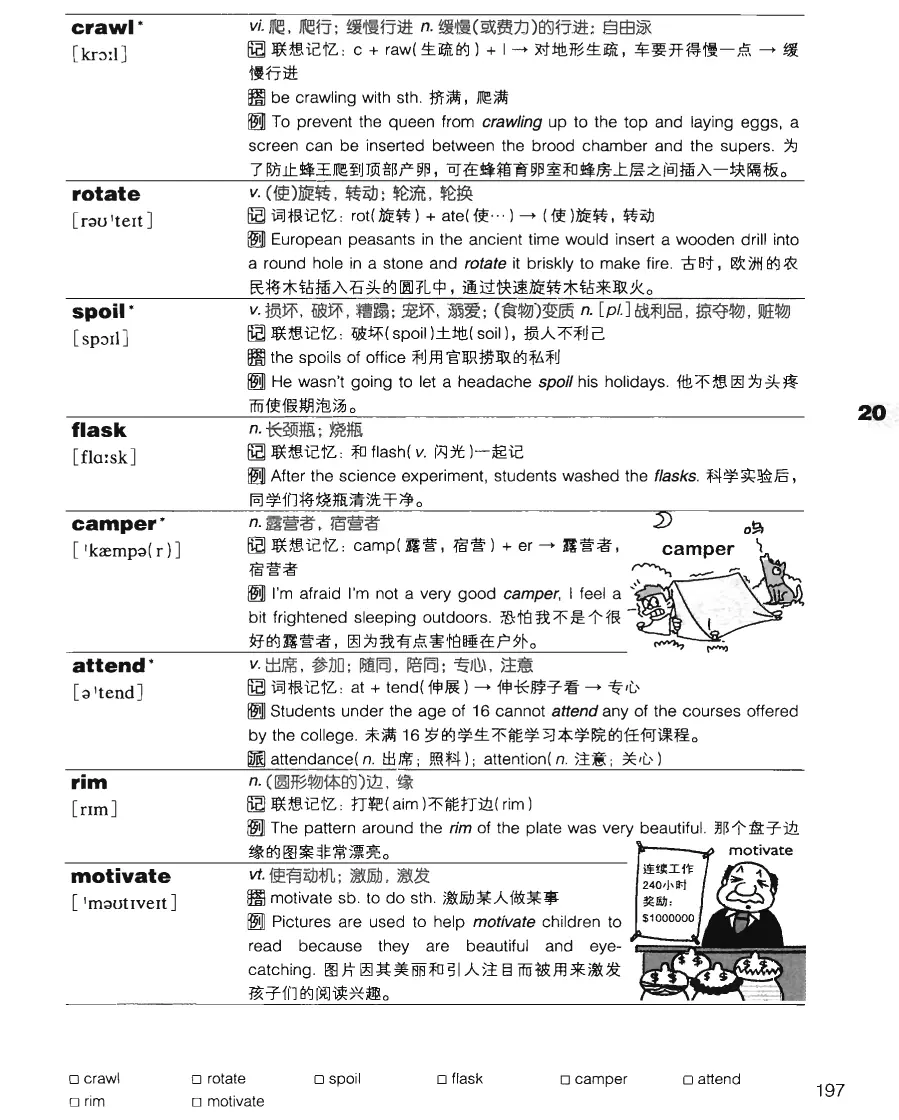 crawl*
[krɔːl]
vi. 爬, 爬行; 缓慢行进 n. 缓慢(或费力)的行进; 自由泳
记 联想记忆: c + raw(生疏的) + l → 对地形生疏, 车要开得慢一点 → 缓
慢行进
搭 be crawling with sth. 挤满, 爬满
例 To prevent the queen from crawling up to the top and laying eggs, a
screen can be inserted between the brood chamber and the supers. 为
了防止蜂王爬到顶部产卵, 可在蜂箱育卵室和蜂房上层之间插入一块隔板。
rotate
[rəʊˈteɪt]
v. (使)旋转, 转动; 轮流, 轮换
记 词根记忆: rot(旋转) + ate(使…) → (使)旋转, 转动
例 European peasants in the ancient time would insert a wooden drill into
a round hole in a stone and rotate it briskly to make fire. 古时, 欧洲的农
民将木钻插入石头的圆孔中, 通过快速旋转木钻来取火。
spoil*
[spɔɪl]
v. 损坏, 破坏, 糟蹋; 宠坏, 溺爱; (食物)变质 n. [pl.] 战利品, 掠夺物, 赃物
记 联想记忆: 破坏(spoil)土地(soil), 损人不利己
搭 the spoils of office 利用官职捞取的私利
例 He wasn't going to let a headache spoil his holidays. 他不想因为头疼
而使假期泡汤。
20
flask
[flɑːsk]
n. 长颈瓶; 烧瓶
记 联想记忆: 和 flash(v. 闪光)一起记
例 After the science experiment, students washed the flasks. 科学实验后,
同学们将烧瓶清洗干净。
camper*
[ˈkæmpə(r)]
n. 露营者, 宿营者
记 联想记忆: camp(露营, 宿营) + er → 露营者,
宿营者
例 I'm afraid I'm not a very good camper, I feel a
bit frightened sleeping outdoors. 恐怕我不是个很
好的露营者, 因为我有点害怕睡在户外。
呜
camper
attend*
[əˈtend]
v. 出席, 参加; 随同, 陪同; 专心, 注意
记 词根记忆: at + tend(伸展) → 伸长脖子看 → 专心
例 Students under the age of 16 cannot attend any of the courses offered
by the college. 未满 16 岁的学生不能学习本学院的任何课程。
派 attendance(n. 出席; 照料); attention(n. 注意; 关心)
rim
[rɪm]
n. (圆形物体的)边, 缘
记 联想记忆: 打靶(aim)不能打边(rim)
例 The pattern around the rim of the plate was very beautiful. 那个盘子边
缘的图案非常漂亮。
motivate
[ˈməʊtɪveɪt]
vt. 使有动机; 激励, 激发
搭 motivate sb. to do sth. 激励某人做某事
例 Pictures are used to help motivate children to
read because they are beautiful and eye-
catching. 图片因其美丽和引人注目而被用来激发
孩子们的阅读兴趣。
motivate
连续工作
240小时
奖励:
$1000000
$ $ $ $ $ $ $ $
□ crawl □ rotate □ spoil □ flask □ camper □ attend
□ rim □ motivate
197